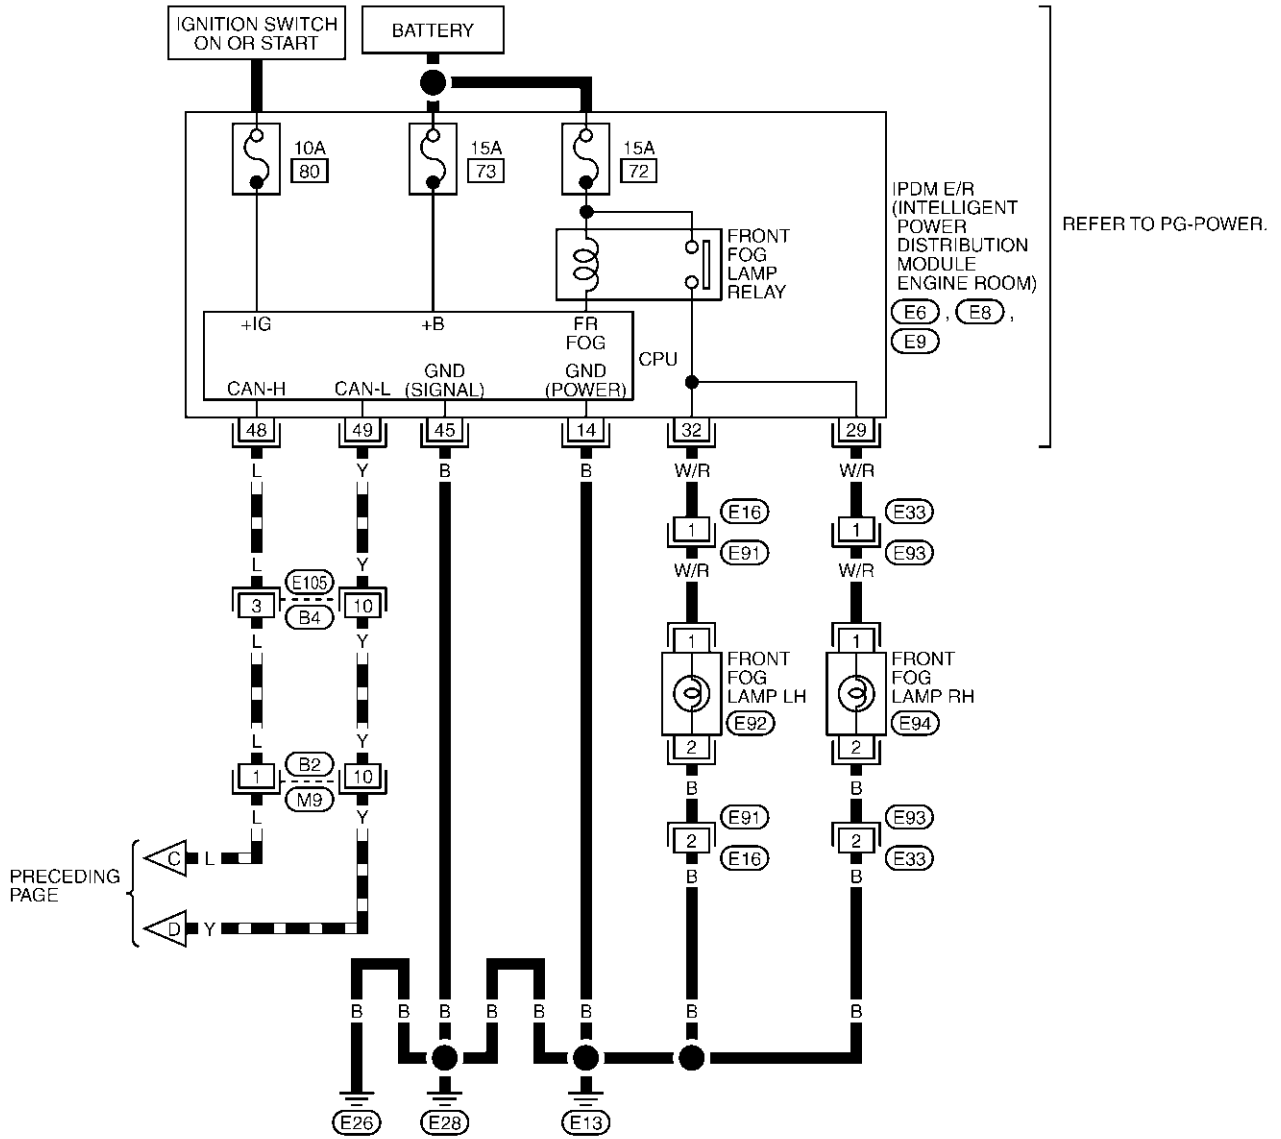 IGNITION SWITCH
ON OR START
BATTERY
10A
80
15A
73
15A
72
IPDM E/R
(INTELLIGENT
POWER
DISTRIBUTION
MODULE
ENGINE ROOM)
E6 , E8 ,
E9
REFER TO PG-POWER.
FRONT
FOG
LAMP
RELAY
+IG
+B
FR
FOG
CPU
CAN-H
CAN-L
GND
(SIGNAL)
GND
(POWER)
48
49
45
14
32
29
L
Y
B
B
W/R
W/R
1
E16
E91
1
E33
E93
L
Y
W/R
W/R
3
E105
B4
10
L
Y
1
FRONT
FOG
LAMP LH
E92
2
1
FRONT
FOG
LAMP RH
E94
2
L
Y
1
B2
M9
10
B
B
L
Y
2
E91
E16
2
E93
E33
B
B
PRECEDING
PAGE
C
L
D
Y
B
B
B
B
B
B
B
B
E26
E28
E13